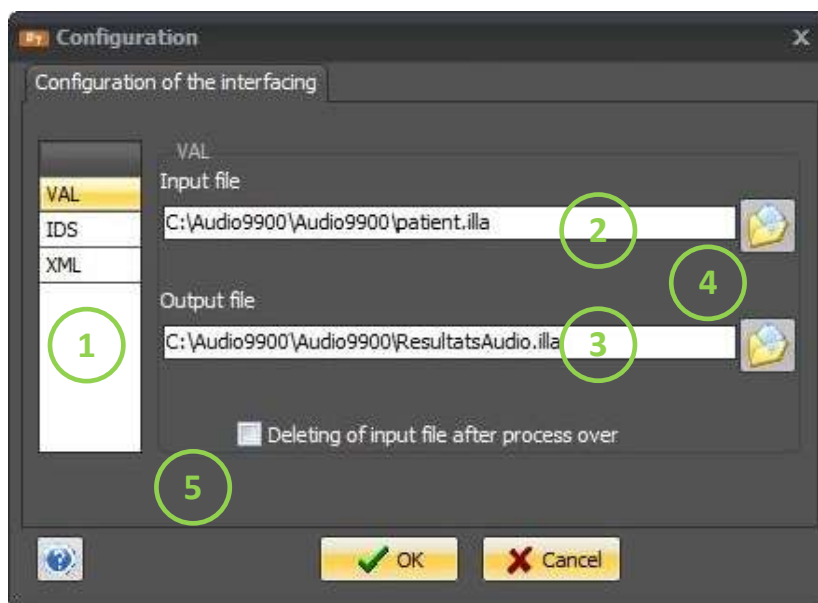 Configuration
x
Configuration of the interfacing
VAL
IDS
XML
VAL
Input file
C:\Audio9900\Audio9900\patient.illa
2
4
Output file
C:\Audio9900\Audio9900\ResultatsAudio.illa
3
1
Deleting of input file after process over
5
OK
Cancel